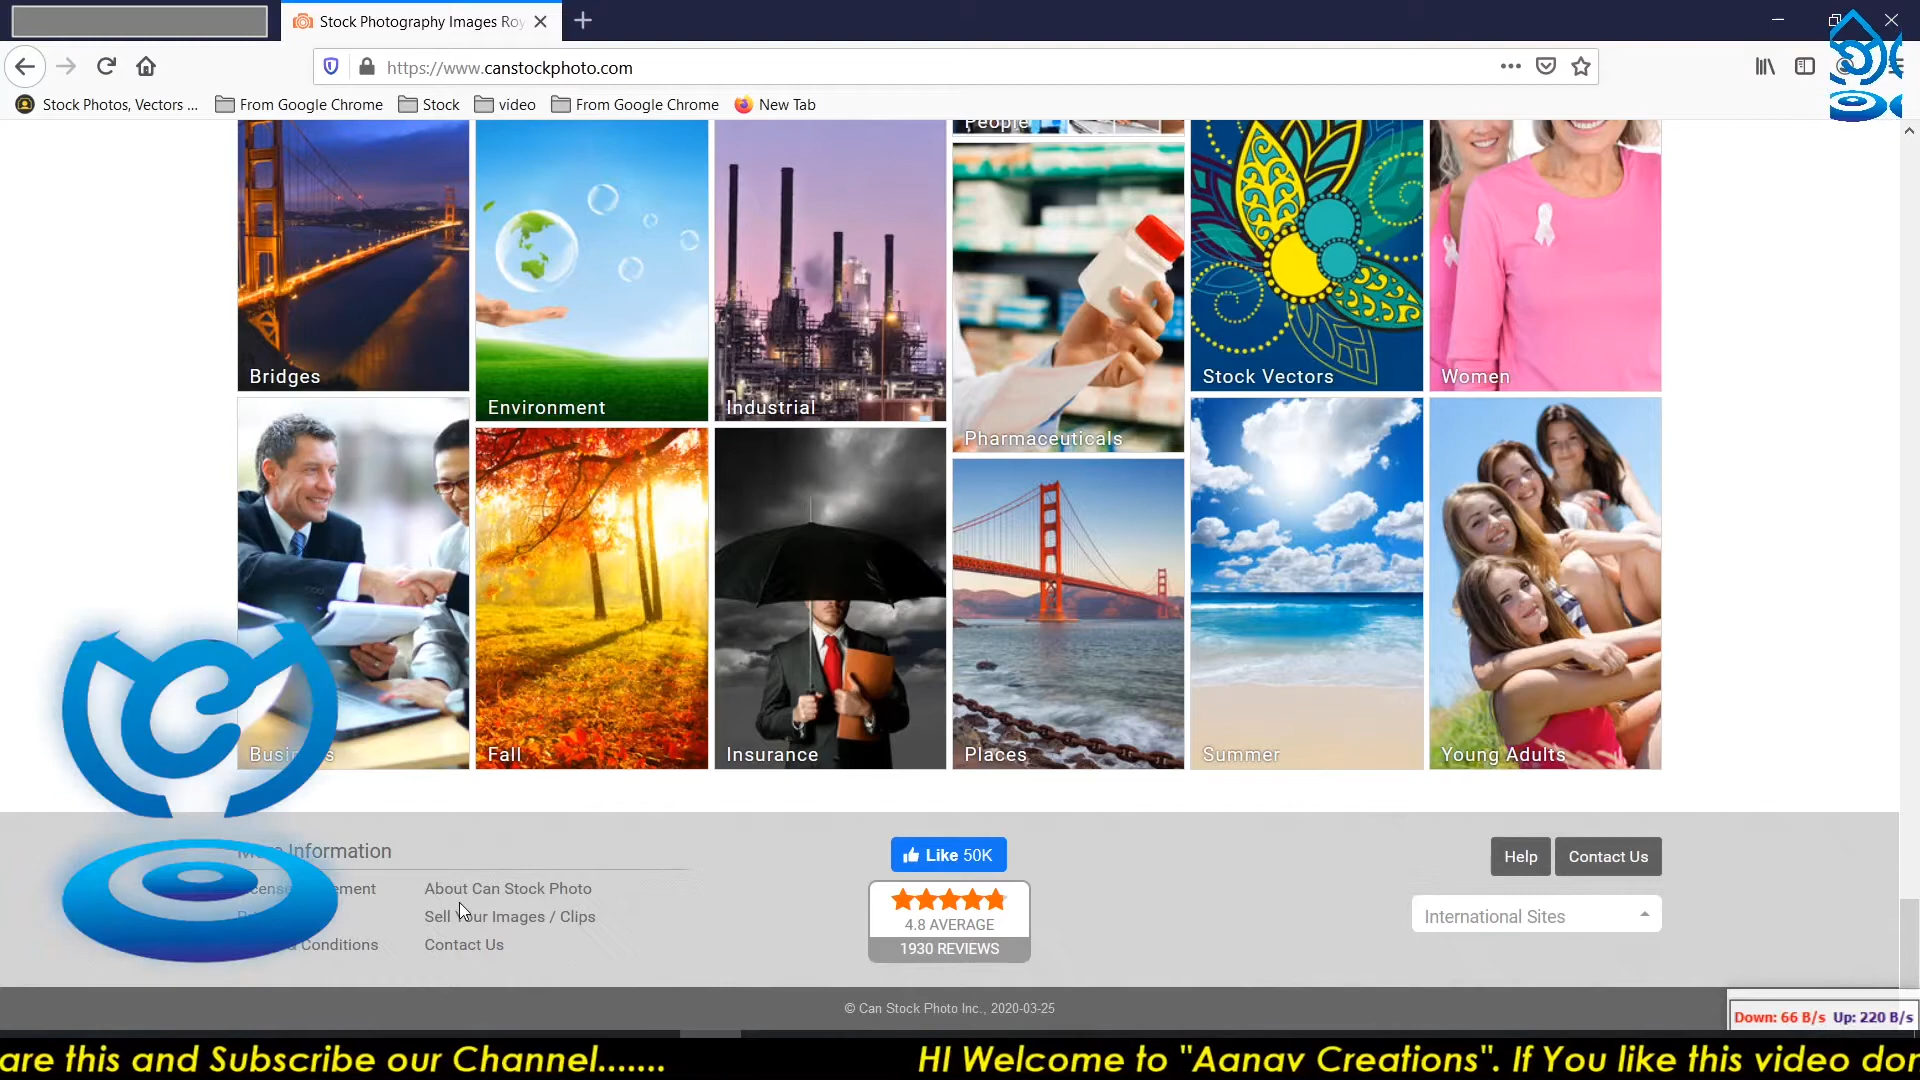 Stock Photography Images Roy
https://www.canstockphoto.com
Stock Photos, Vectors ...
From Google Chrome
Stock
video
From Google Chrome
New Tab
People
Bridges
Environment
Industrial
Pharmaceuticals
Stock Vectors
Women
Fall
Insurance
Places
Summer
Young Adults
Information
About Can Stock Photo
Sell Your Images / Clips
Conditions
Contact Us
Like 50K
4.8 AVERAGE
1930 REVIEWS
Help
Contact Us
International Sites
© Can Stock Photo Inc., 2020-03-25
Down: 66 B/s Up: 220 B/s
are this and Subscribe our Channel.......
HI Welcome to "Aanav Creations". If You like this video don